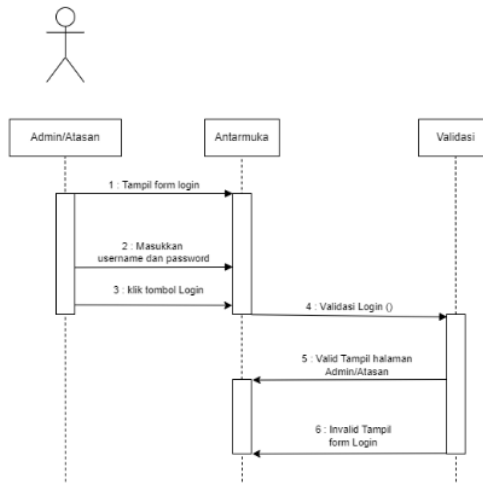 Admin/Atasan
Antarmuka
Validasi
1 : Tampil form login
2 : Masukkan
username dan password
3 : klik tombol Login
4 : Validasi Login ()
5 : Valid Tampil halaman
Admin/Atasan
6 : Invalid Tampil
form Login